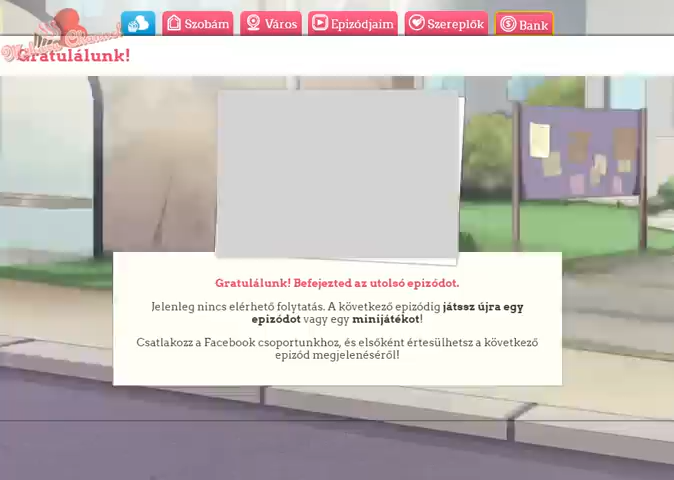 Szobám Város Epizódjaim Szereplők Bank
Gratulálunk!
Gratulálunk! Befejezted az utolsó epizódot.
Jelenleg nincs elérhető folytatás. A következő epizódig játssz újra egy
epizódot vagy egy minijátékot!
Csatlakozz a Facebook csoportunkhoz, és elsőként értesülhetsz a következő
epizód megjelenéséről!